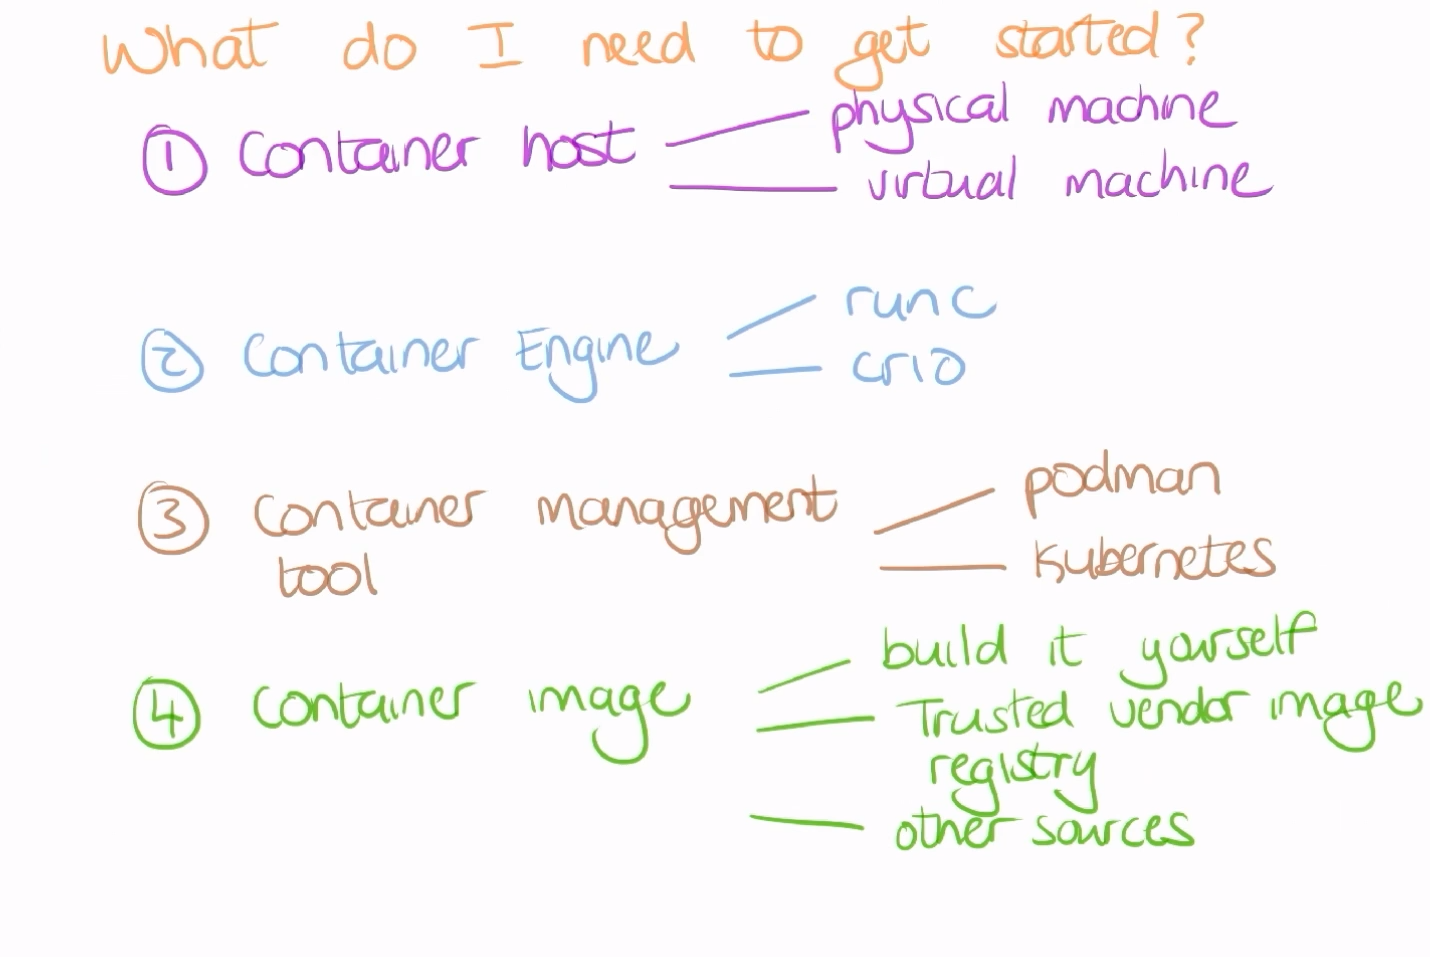 What do I need to get started?
1 Container host
physical machine
virtual machine
2 Container Engine
runc
crio
3 Container management
tool
podman
Kubernetes
4 Container image
build it yourself
Trusted vendor image
registry
other sources